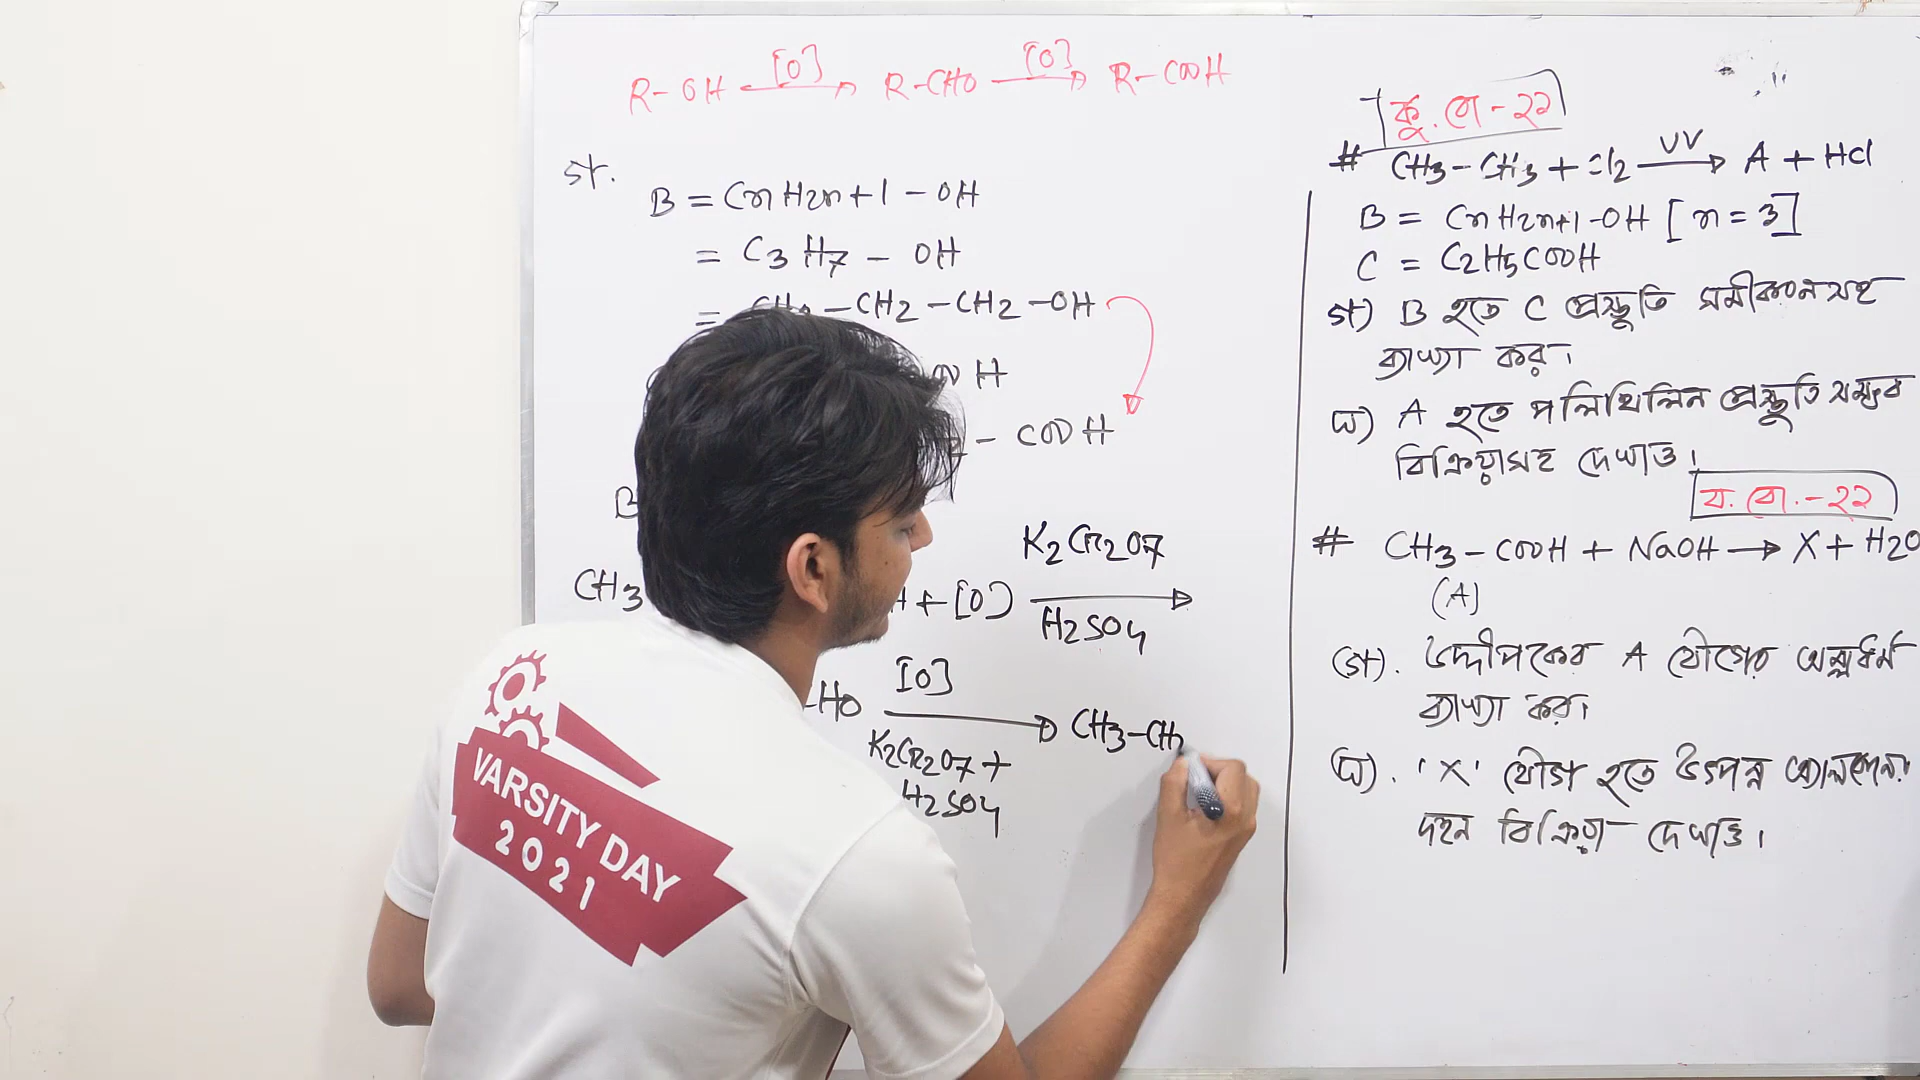 R-OH [O] → R-CHO [O] → R-COOH
গ.
B = CnH2n+1-OH
= C3H7-OH
= -CH2-CH2-OH
OOH
- COOH
B
CH3 + [O] K2Cr2O7 → H2SO4
[O]
HO → CH3-CH
K2Cr2O7 +
H2SO4
VARSITY DAY
2021
কু. বো-২২
# CH3-CH3 + Cl2 UV → A + HCl
B = CnH2n+1-OH [n=3]
C = C2H5COOH
গ) B হতে C প্রস্তুতি সমীকরণসহ
ব্যাখ্যা কর।
ঘ) A হতে পলিথিলিন প্রস্তুতি সম্ভব
বিক্রিয়াসহ দেখাও।
ব. বো.-২২
# CH3-COOH + NaOH → X + H2O
(A)
(গ). উদ্দীপকের A যৌগের অম্লধর্ম
ব্যাখ্যা কর।
(ঘ). 'X' যৌগ হতে উৎপন্ন
দহন বিক্রিয়া দেখাও।